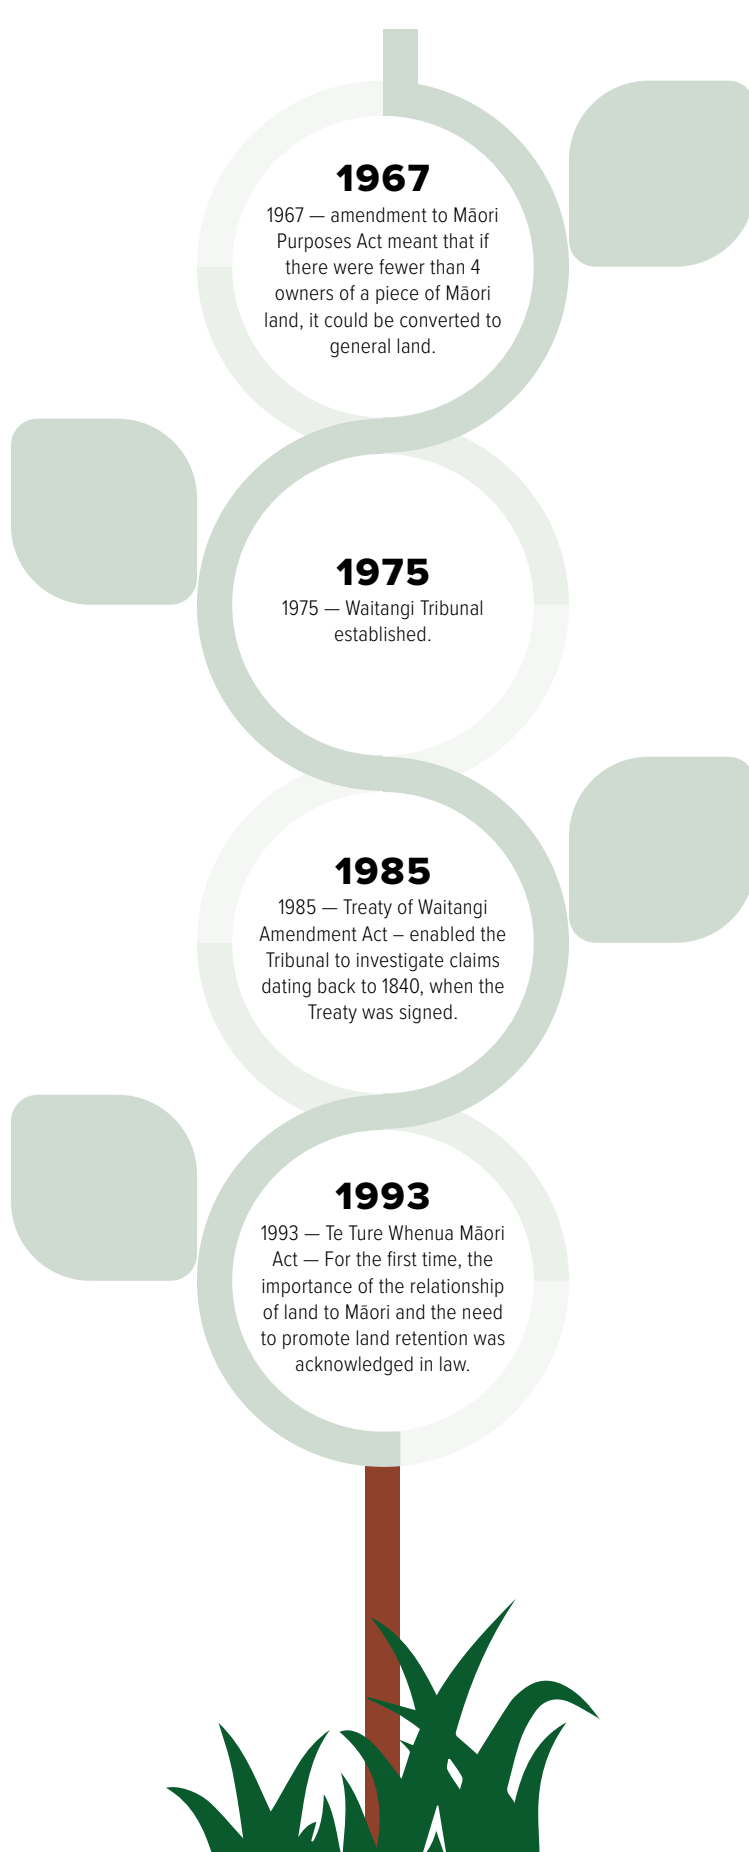 1967
1967 — amendment to Māori
Purposes Act meant that if
there were fewer than 4
owners of a piece of Māori
land, it could be converted to
general land.
1975
1975 — Waitangi Tribunal
established.
1985
1985 — Treaty of Waitangi
Amendment Act – enabled the
Tribunal to investigate claims
dating back to 1840, when the
Treaty was signed.
1993
1993 — Te Ture Whenua Māori
Act — For the first time, the
importance of the relationship
of land to Māori and the need
to promote land retention was
acknowledged in law.